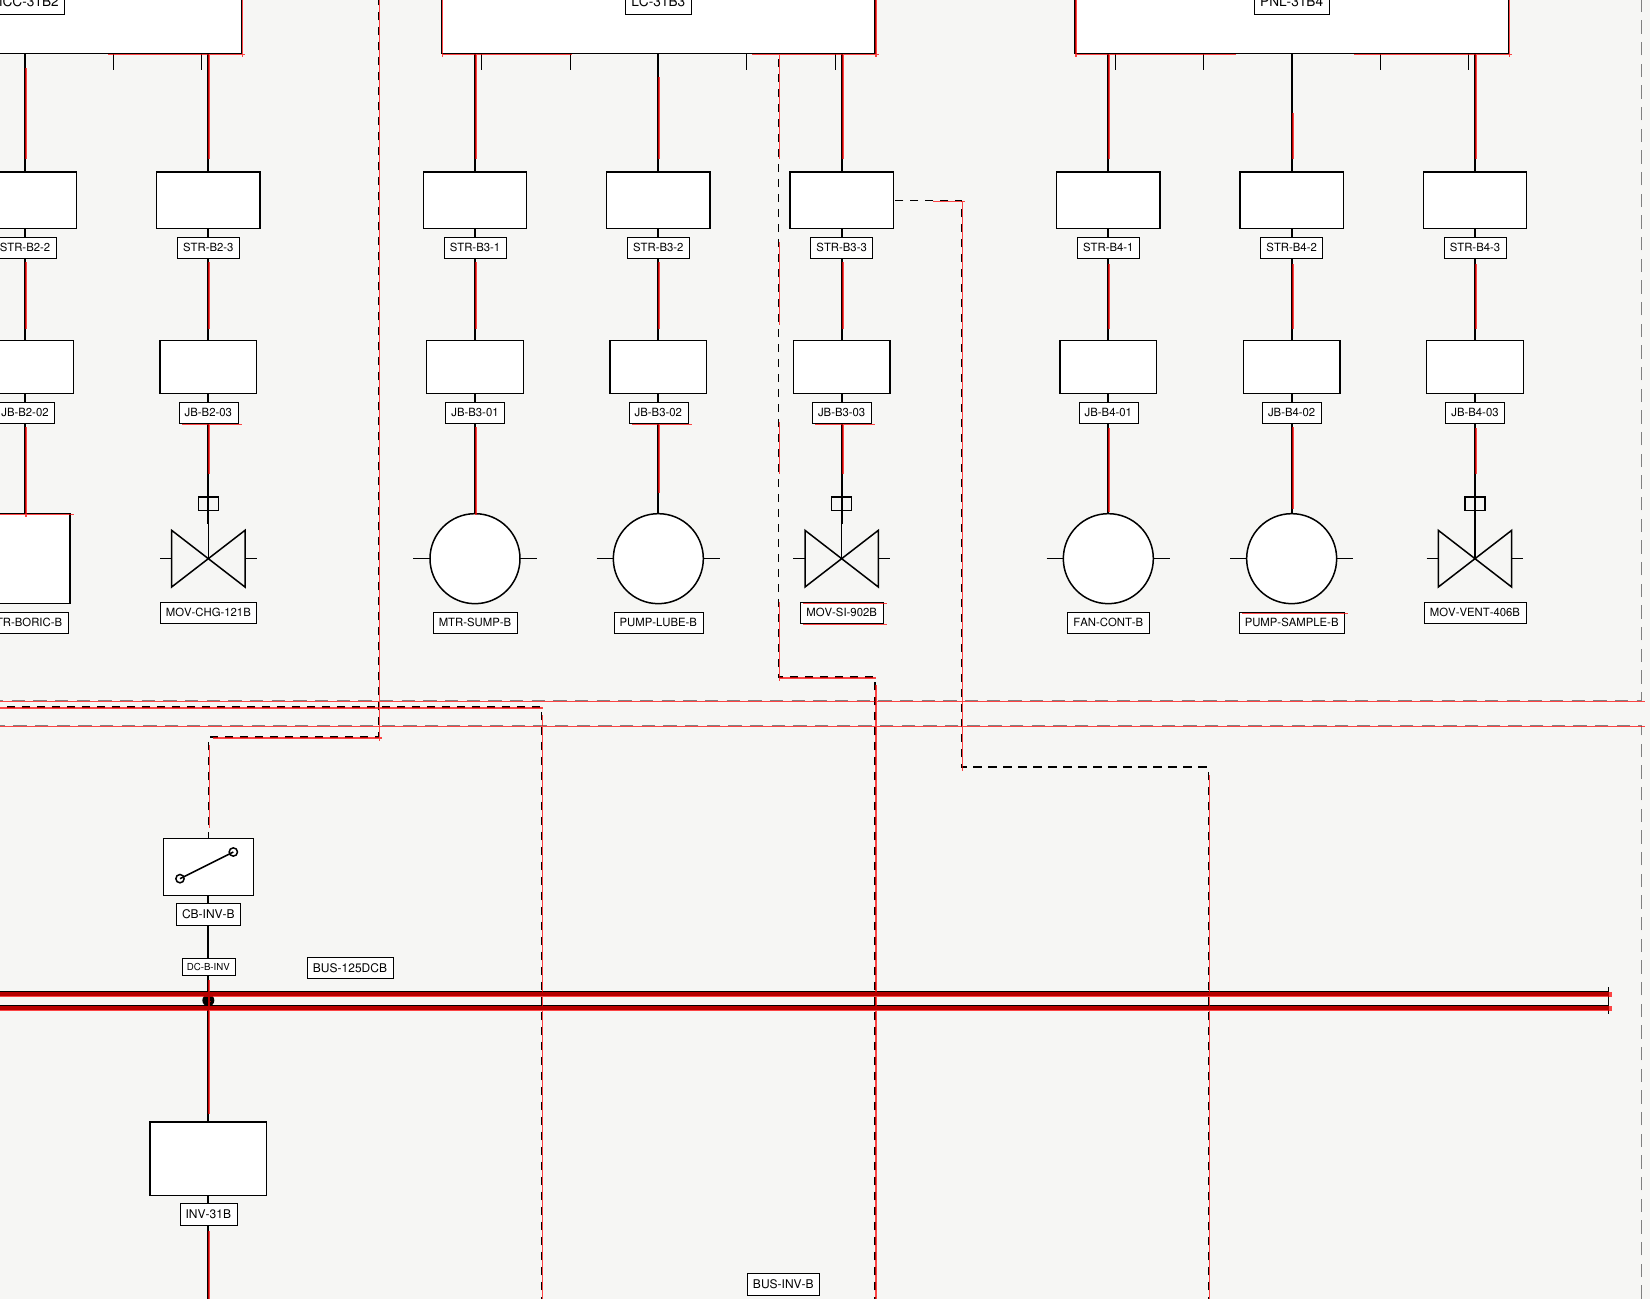 LC-31B3
PNL-31B4
STR-B2-2
STR-B2-3
STR-B3-1
STR-B3-2
STR-B3-3
STR-B4-1
STR-B4-2
STR-B4-3
JB-B2-02
JB-B2-03
JB-B3-01
JB-B3-02
JB-B3-03
JB-B4-01
JB-B4-02
JB-B4-03
MOV-CHG-121B
MOV-SI-902B
MOV-VENT-406B
TR-BORIC-B
MTR-SUMP-B
PUMP-LUBE-B
FAN-CONT-B
PUMP-SAMPLE-B
CB-INV-B
DC-B-INV
BUS-125DCB
INV-31B
BUS-INV-B